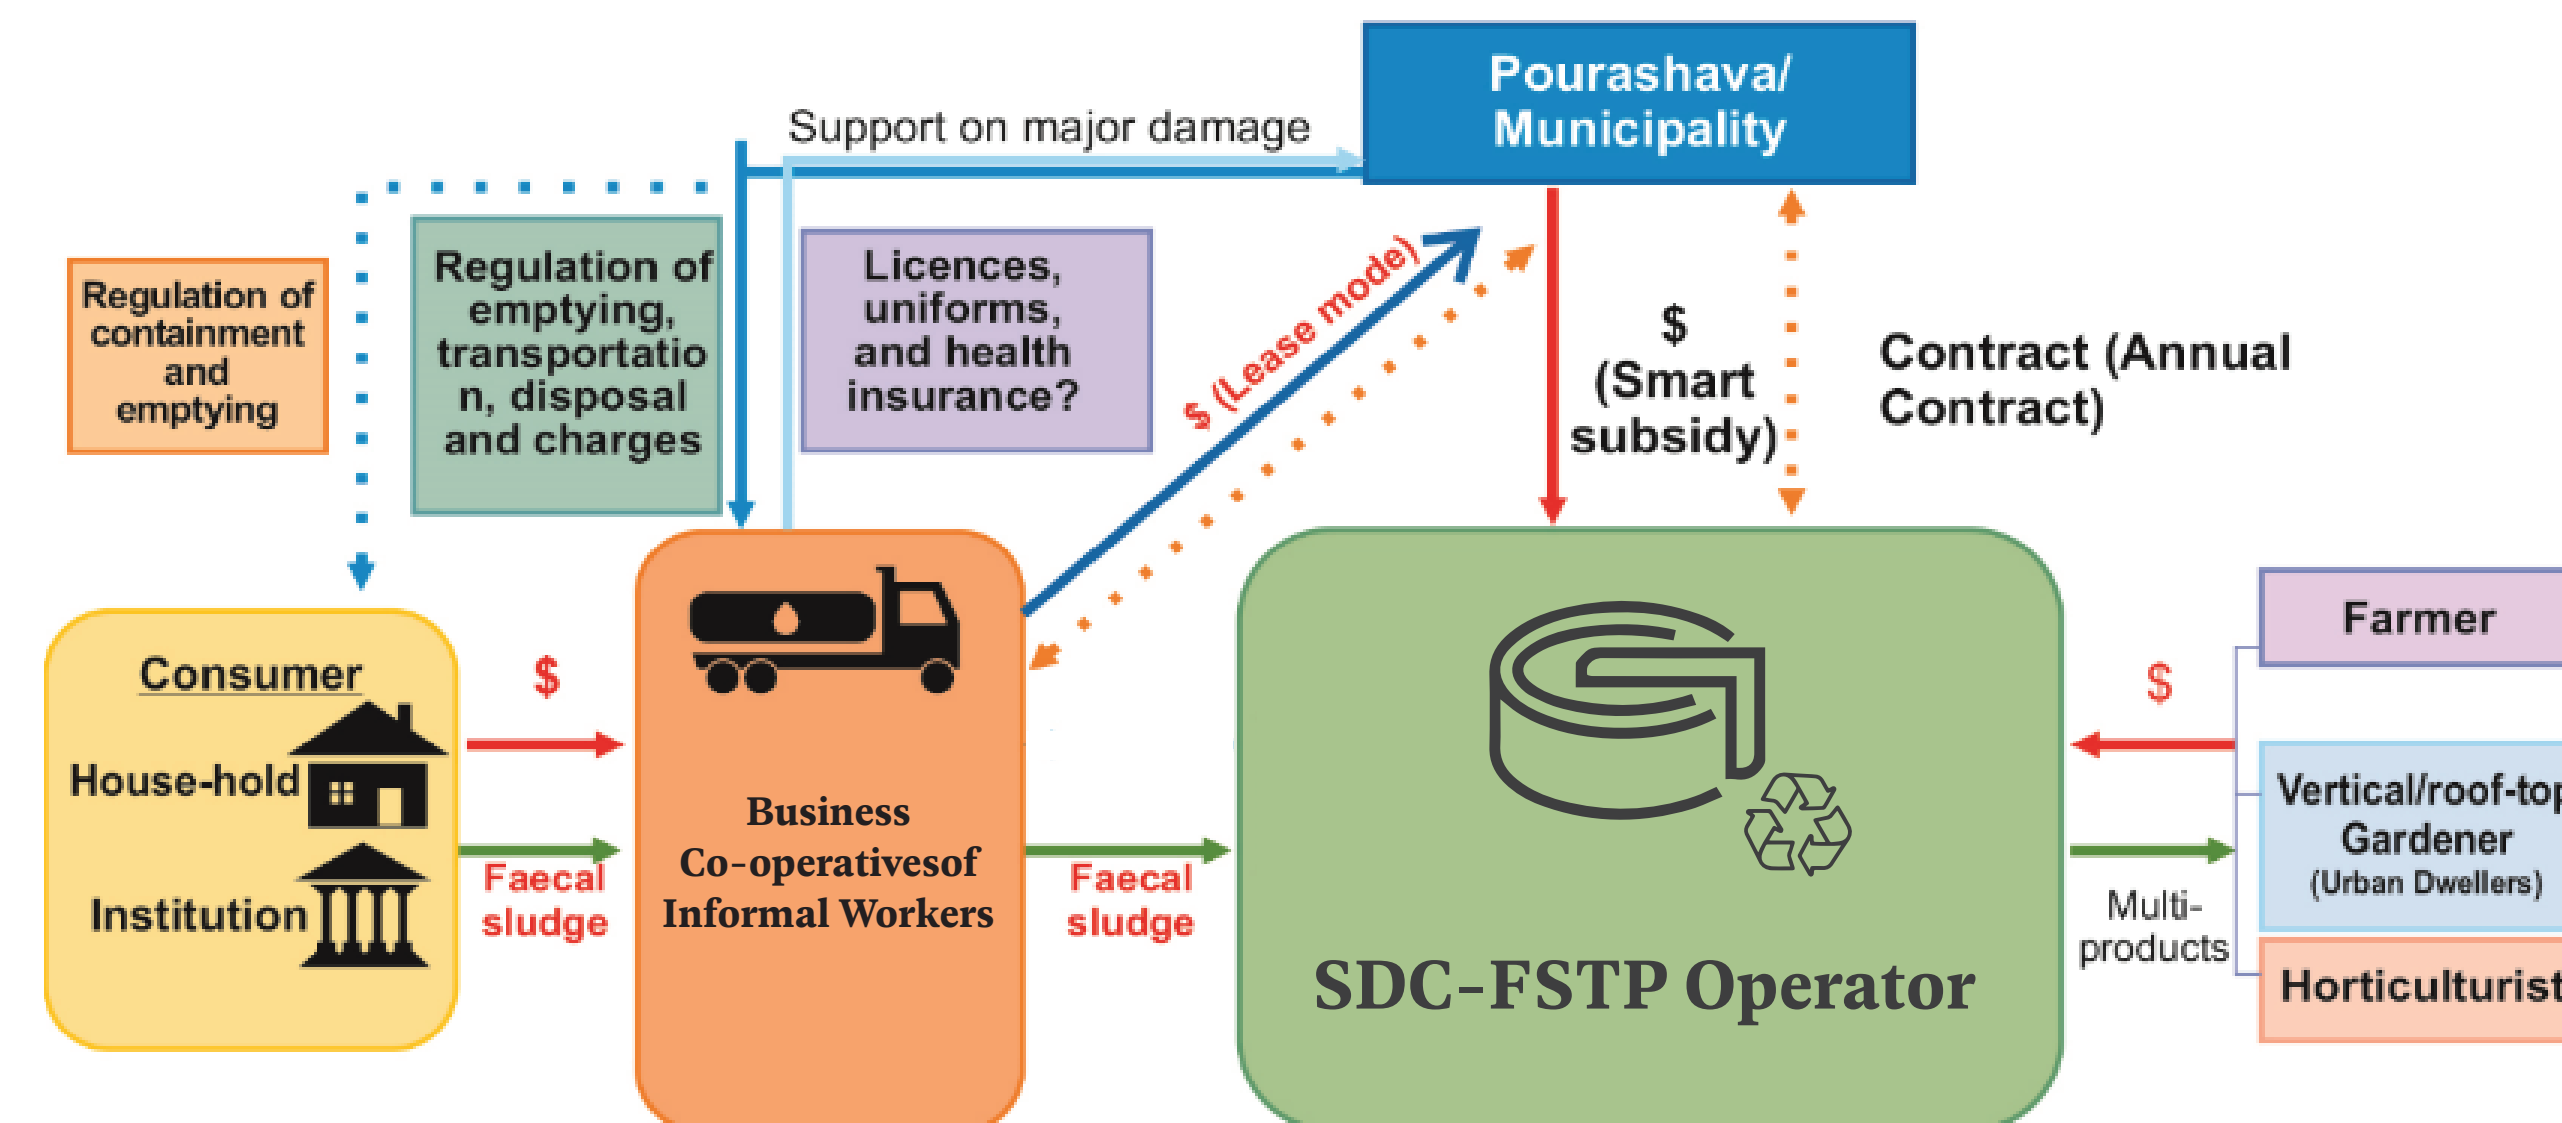 Pourashava/
Municipality
Support on major damage
Regulation of
containment
and
emptying
Regulation of
emptying,
transportatio
n, disposal
and charges
Licences,
uniforms,
and health
insurance?
$ (Lease mode)
$
(Smart
subsidy)
Contract (Annual
Contract)
Consumer
House-hold
Institution
$
Faecal
sludge
Business
Co-operativesof
Informal Workers
Faecal
sludge
SDC-FSTP Operator
$
Multi-
products
Farmer
Vertical/roof-top
Gardener
(Urban Dwellers)
Horticulturist